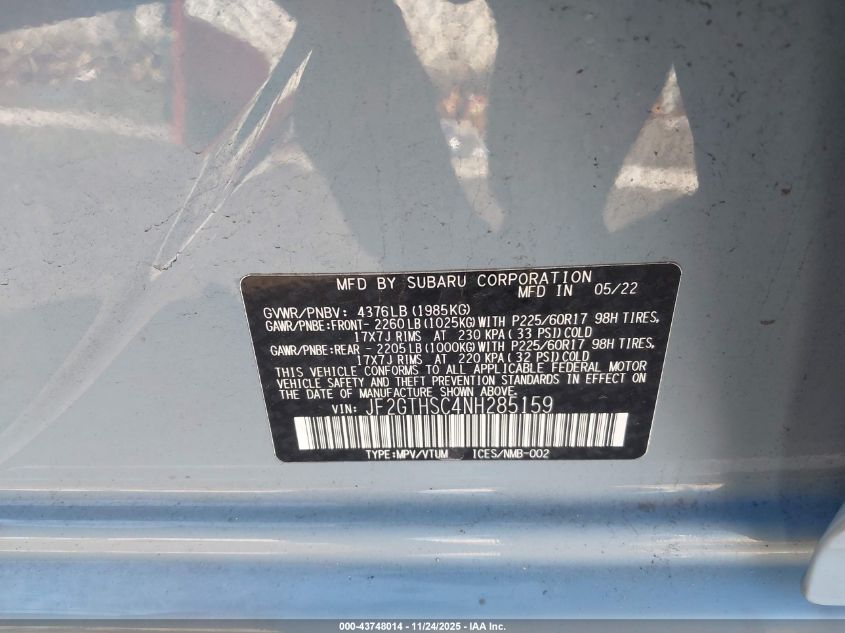 MFD BY SUBARU CORPORATION
MFD IN 05/22
GVWR/PNBV: 4376LB(1985KG)
GAWR/PNBE:FRONT- 2260LB(1025KG)WITH P225/60R17 98H TIRES,
17X7J RIMS AT 230 KPA(33 PSI)COLD
GAWR/PNBE:REAR - 2205LB(1000KG)WITH P225/60R17 98H TIRES,
17X7J RIMS AT 220 KPA(32 PSI)COLD
THIS VEHICLE CONFORMS TO ALL APPLICABLE FEDERAL MOTOR
VEHICLE SAFETY AND THEFT PREVENTION STANDARDS IN EFFECT ON
THE DATE OF MANUFACTURE SHOWN ABOVE.
VIN: JF2GTHSC4NH285159
TYPE:MPV/VTUM ICES/NMB-002
000-43748014 - 11/24/2025 - IAA Inc.